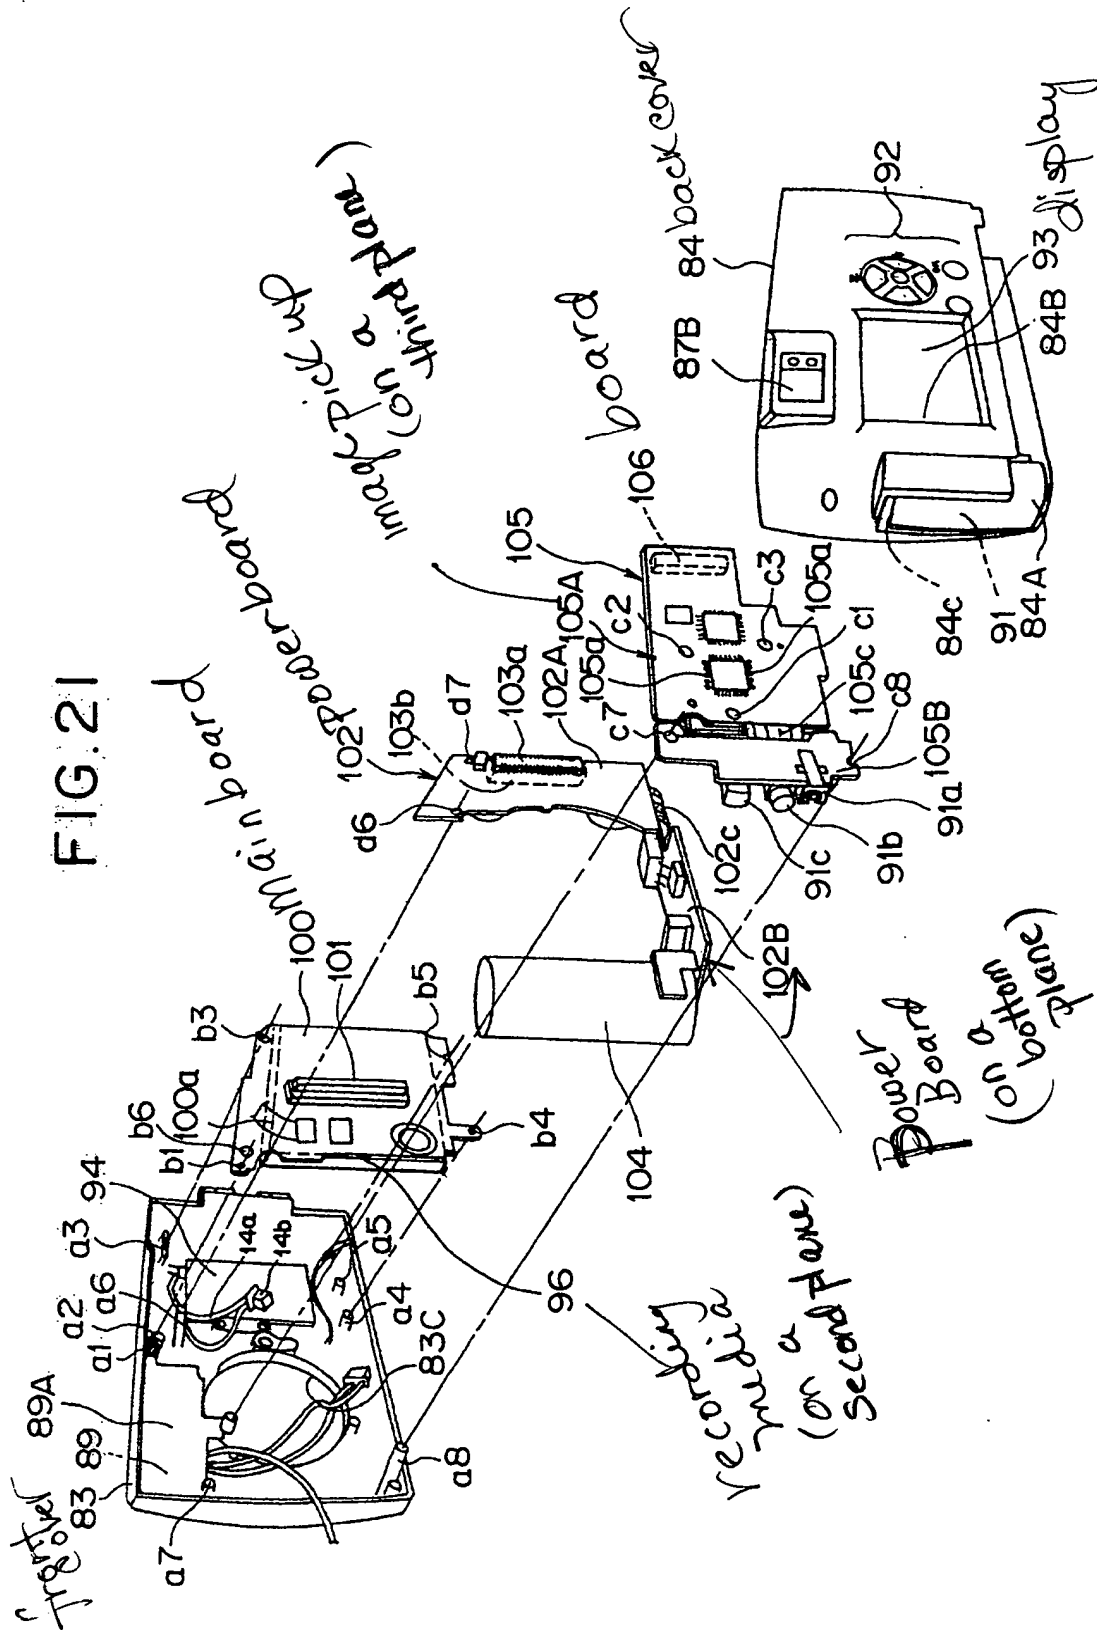 FIG. 21
front
cover
83
89
89A
a1
a2
a3
a6
94
14a
14b
a7
a8
83C
a4
a5
96
recording
media
(on a
second plane)
100 main board
b1
b6
100a
b3
101
b5
b4
102 power board
103b
d7
103a
102A
d6
102c
102B
104
Power
Board
(on a
bottom
plane)
image pick up
(on a
third plane)
board
105
106
105A
c2
105a
c3
105a
c1
c7
105c
c8
105B
91a
91b
91c
84 back cover
87B
92
93 display
84B
84c
91
84A